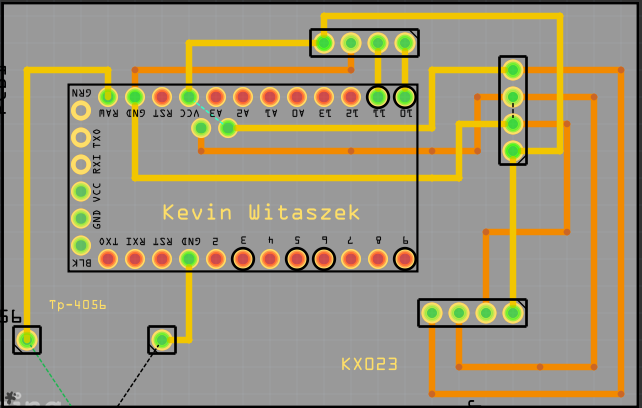 GRN
RAW GND RST VCC A3 A2 A1 A0 13 12 11 10
TXO
RXI
VCC
GND
BLK
Kevin Witaszek
TXO RXI RST GND 2 3 4 5 6 7 8 9
Tp-4056
KX023